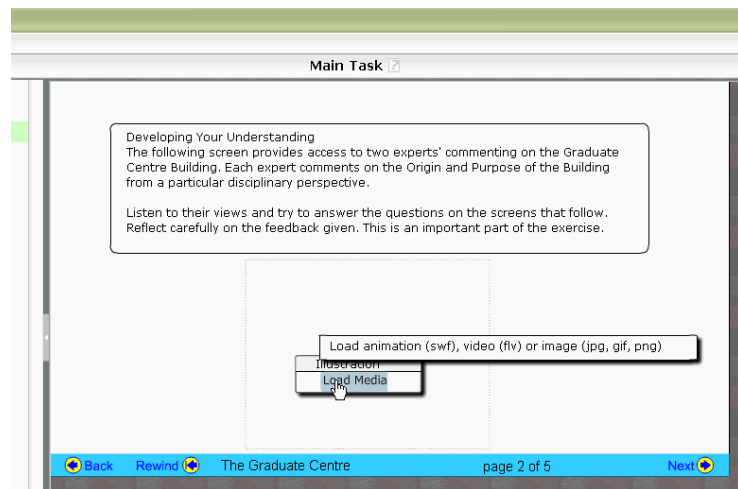 Main Task ?
Developing Your Understanding
The following screen provides access to two experts' commenting on the Graduate
Centre Building. Each expert comments on the Origin and Purpose of the Building
from a particular disciplinary perspective.
Listen to their views and try to answer the questions on the screens that follow.
Reflect carefully on the feedback given. This is an important part of the exercise.
Load animation (swf), video (flv) or image (jpg, gif, png)
Illustration
Load Media
Back Rewind The Graduate Centre page 2 of 5 Next